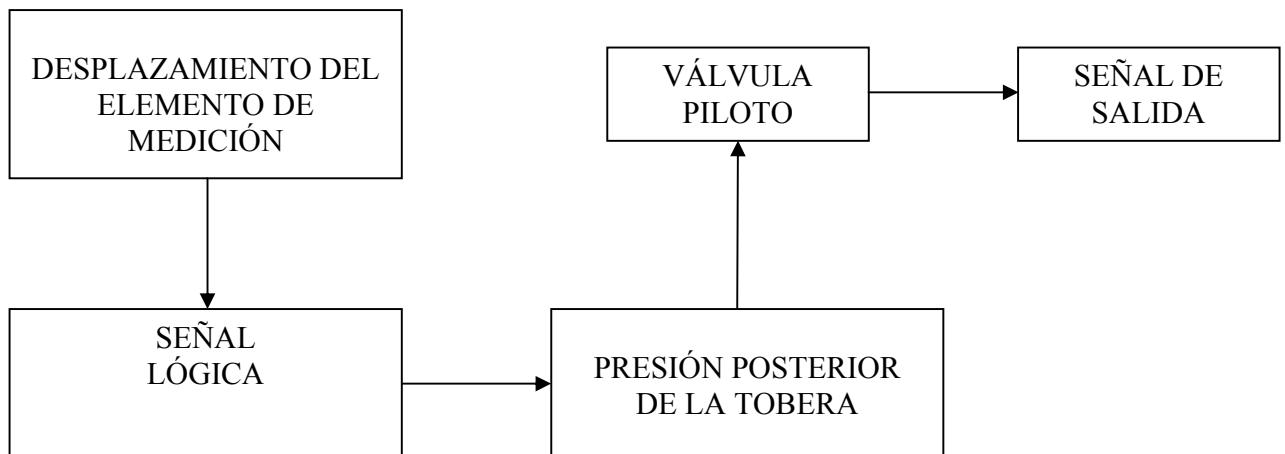 DESPLAZAMIENTO DEL
ELEMENTO DE
MEDICIÓN
SEÑAL
LÓGICA
PRESIÓN POSTERIOR
DE LA TOBERA
VÁLVULA
PILOTO
SEÑAL DE
SALIDA